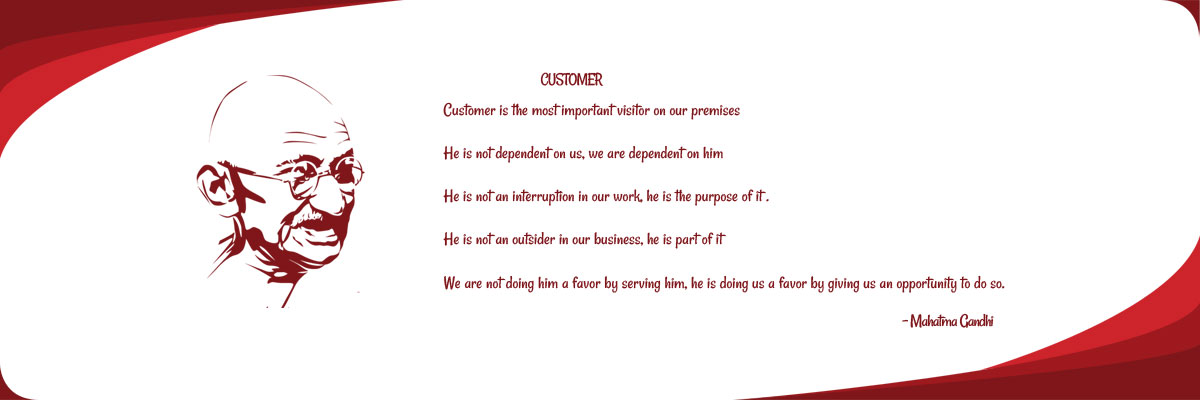 CUSTOMER
Customer is the most important visitor on our premises
He is not dependent on us, we are dependent on him
He is not an interruption in our work, he is the purpose of it .
He is not an outsider in our business, he is part of it
We are not doing him a favor by serving him, he is doing us a favor by giving us an opportunity to do so.
- Mahatma Gandhi